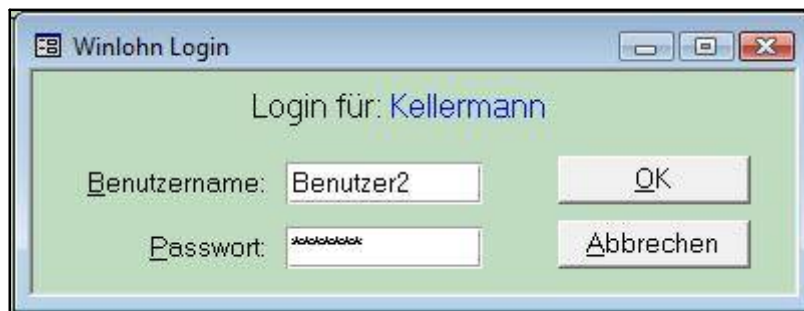 Winlohn Login
Login für: Kellermann
Benutzername: Benutzer2 OK
Passwort: ******** Abbrechen